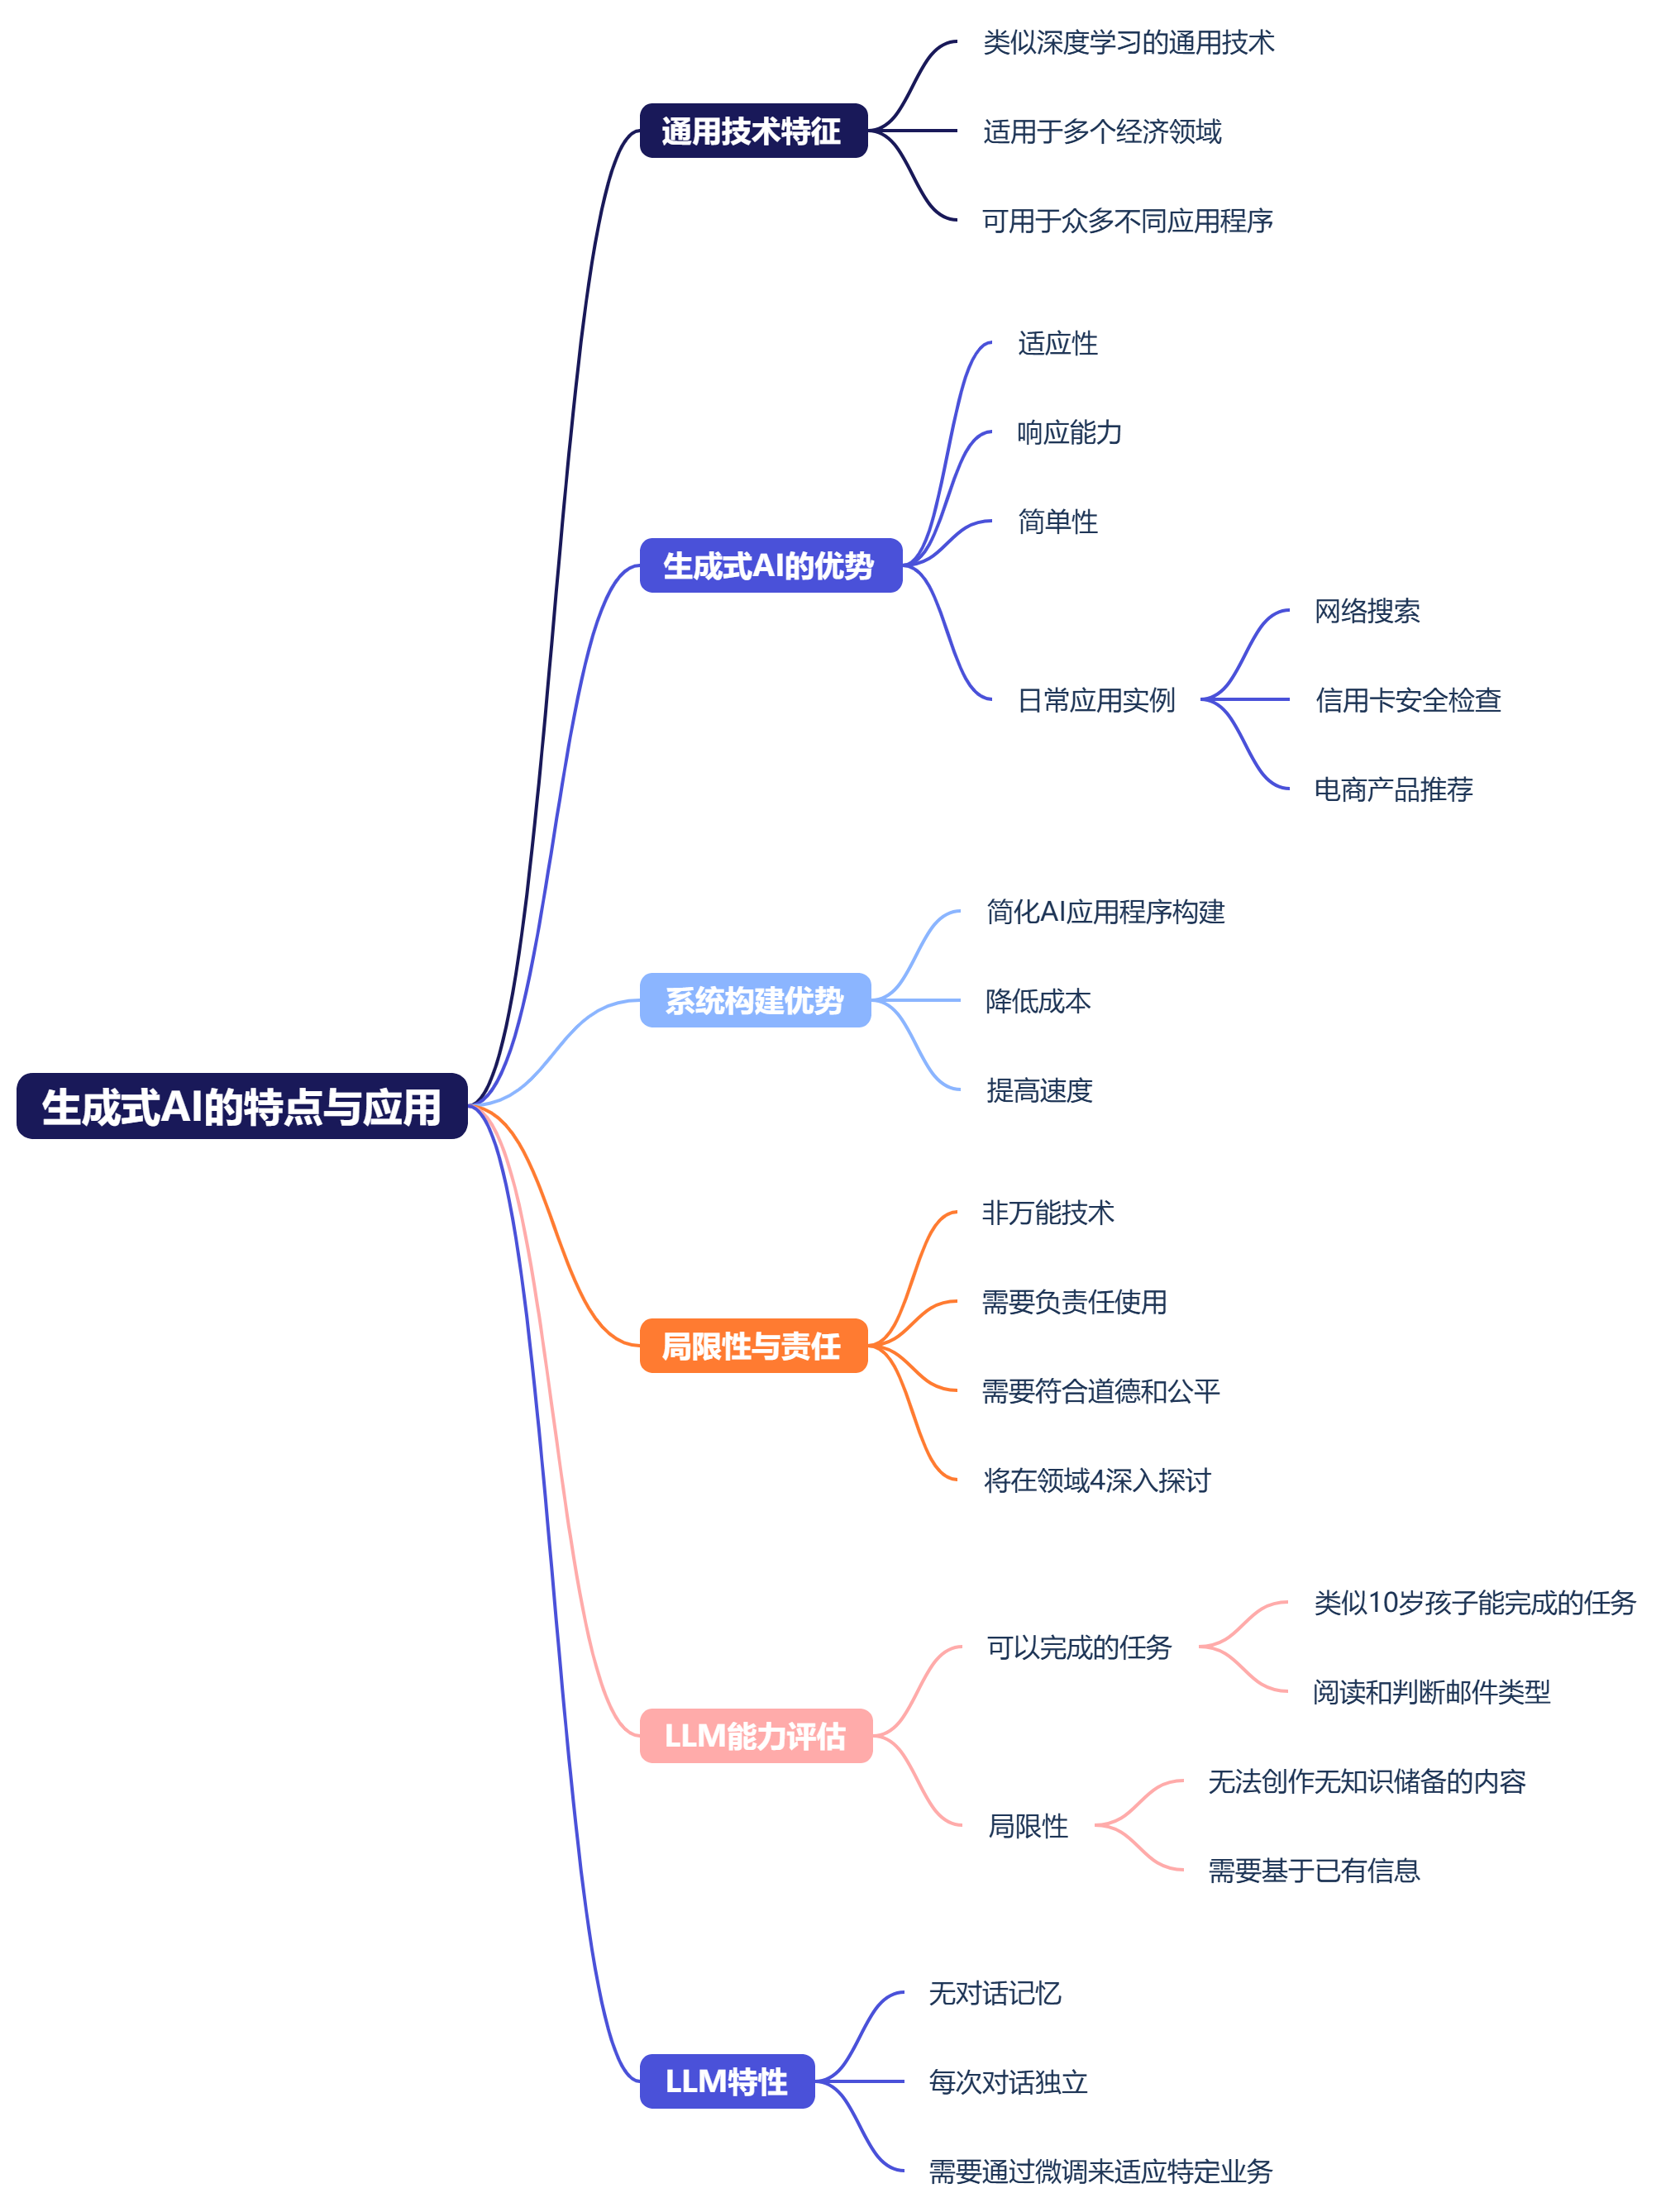 生成式AI的特点与应用
通用技术特征
类似深度学习的通用技术
适用于多个经济领域
可用于众多不同应用程序
生成式AI的优势
适应性
响应能力
简单性
日常应用实例
网络搜索
信用卡安全检查
电商产品推荐
系统构建优势
简化AI应用程序构建
降低成本
提高速度
局限性与责任
非万能技术
需要负责任使用
需要符合道德和公平
将在领域4深入探讨
LLM能力评估
可以完成的任务
类似10岁孩子能完成的任务
阅读和判断邮件类型
局限性
无法创作无知识储备的内容
需要基于已有信息
LLM特性
无对话记忆
每次对话独立
需要通过微调来适应特定业务